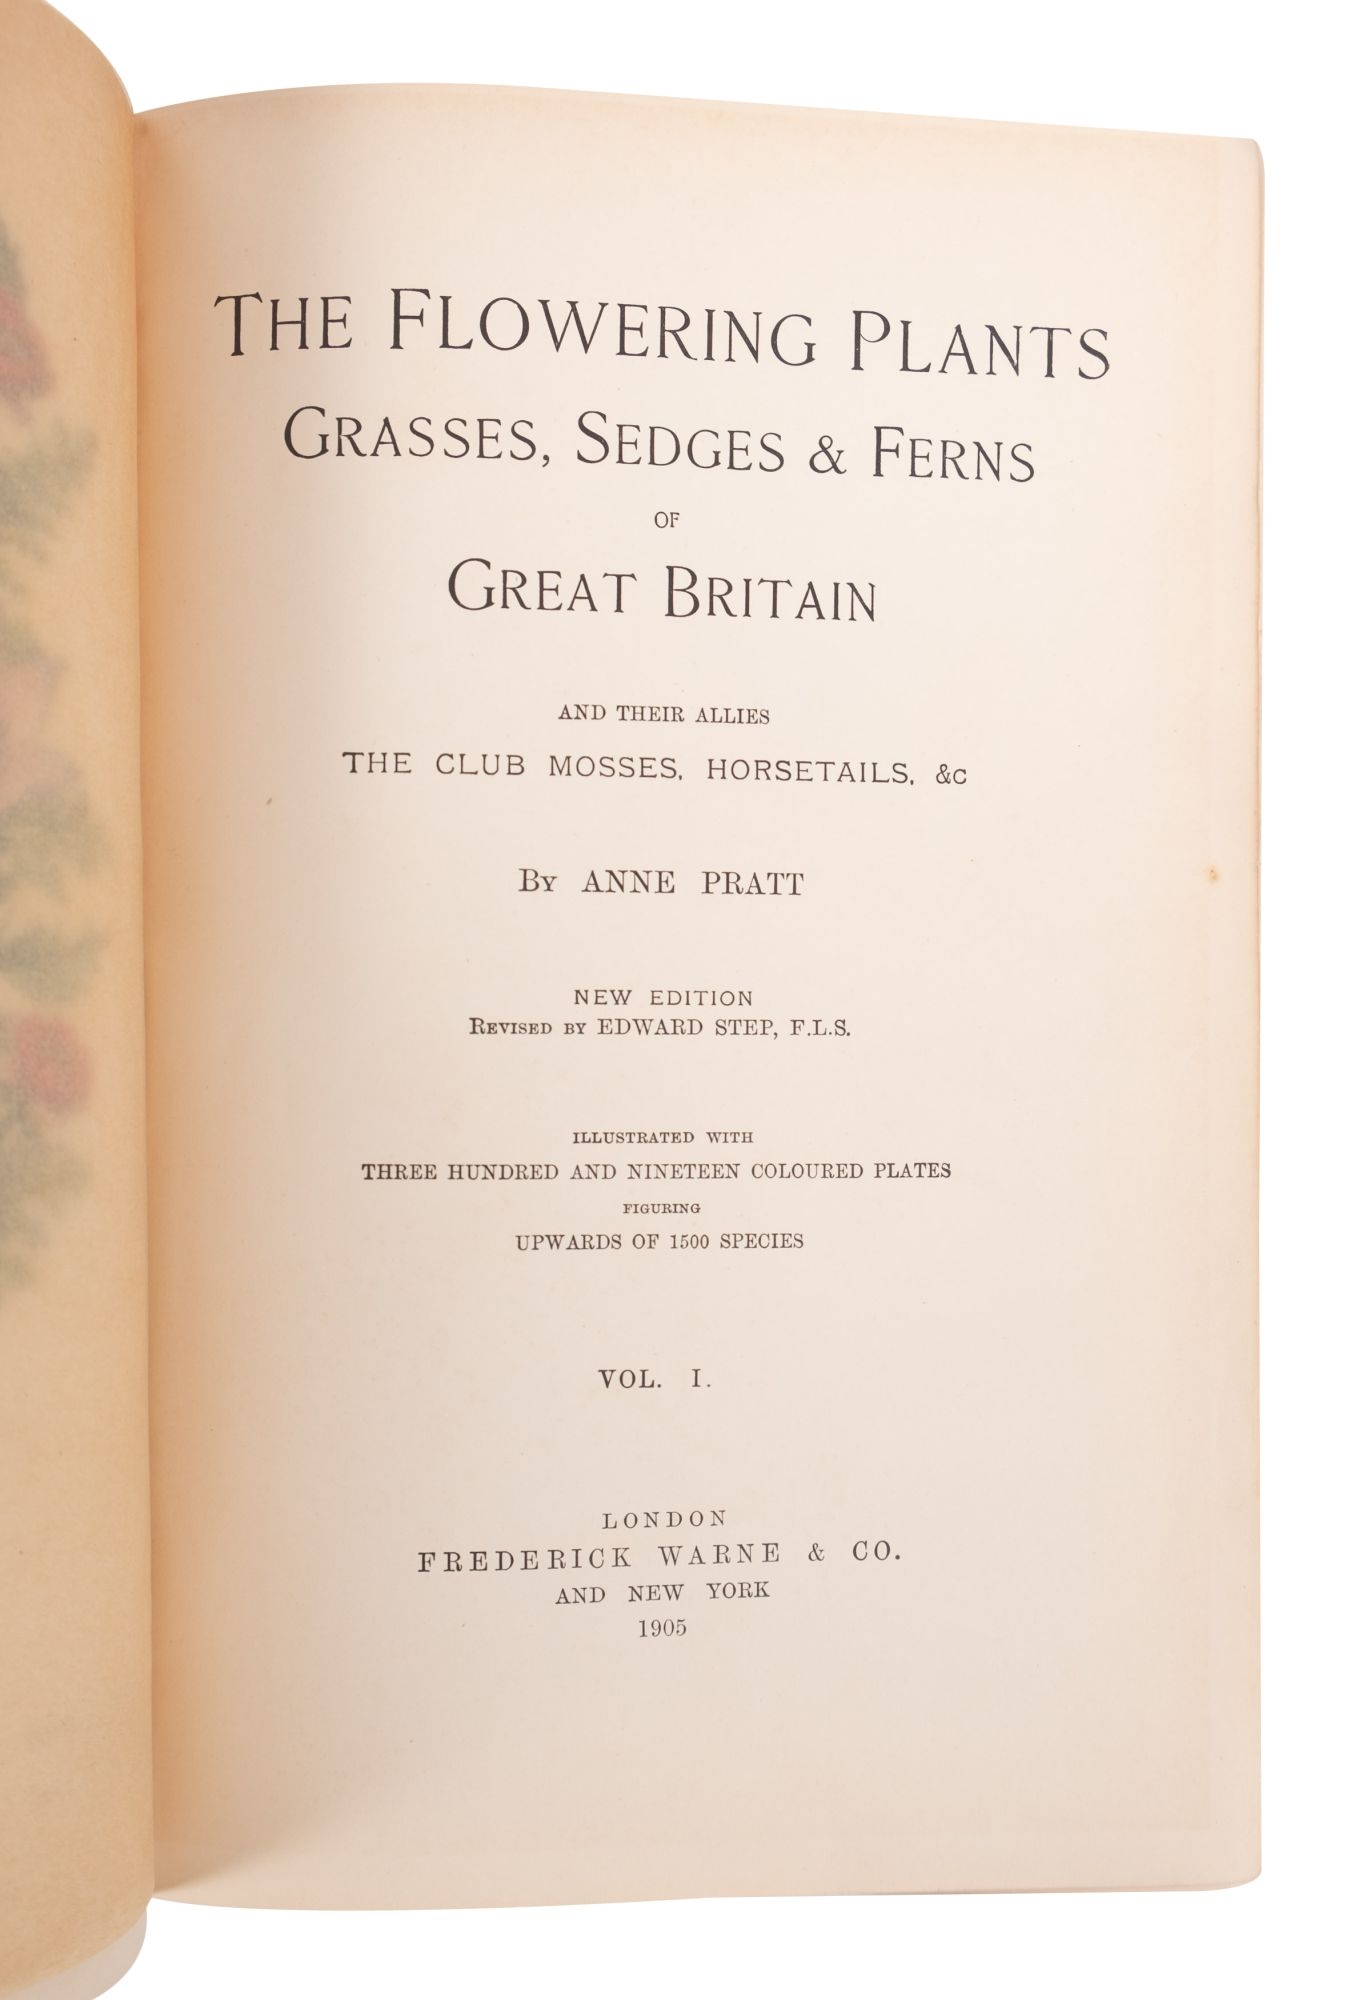 THE FLOWERING PLANTS
GRASSES, SEDGES & FERNS
OF
GREAT BRITAIN
AND THEIR ALLIES
THE CLUB MOSSES, HORSETAILS, &C
BY ANNE PRATT
NEW EDITION
REVISED BY EDWARD STEP, F.L.S.
ILLUSTRATED WITH
THREE HUNDRED AND NINETEEN COLOURED PLATES
FIGURING
UPWARDS OF 1500 SPECIES
VOL. I.
LONDON
FREDERICK WARNE & CO.
AND NEW YORK
1905